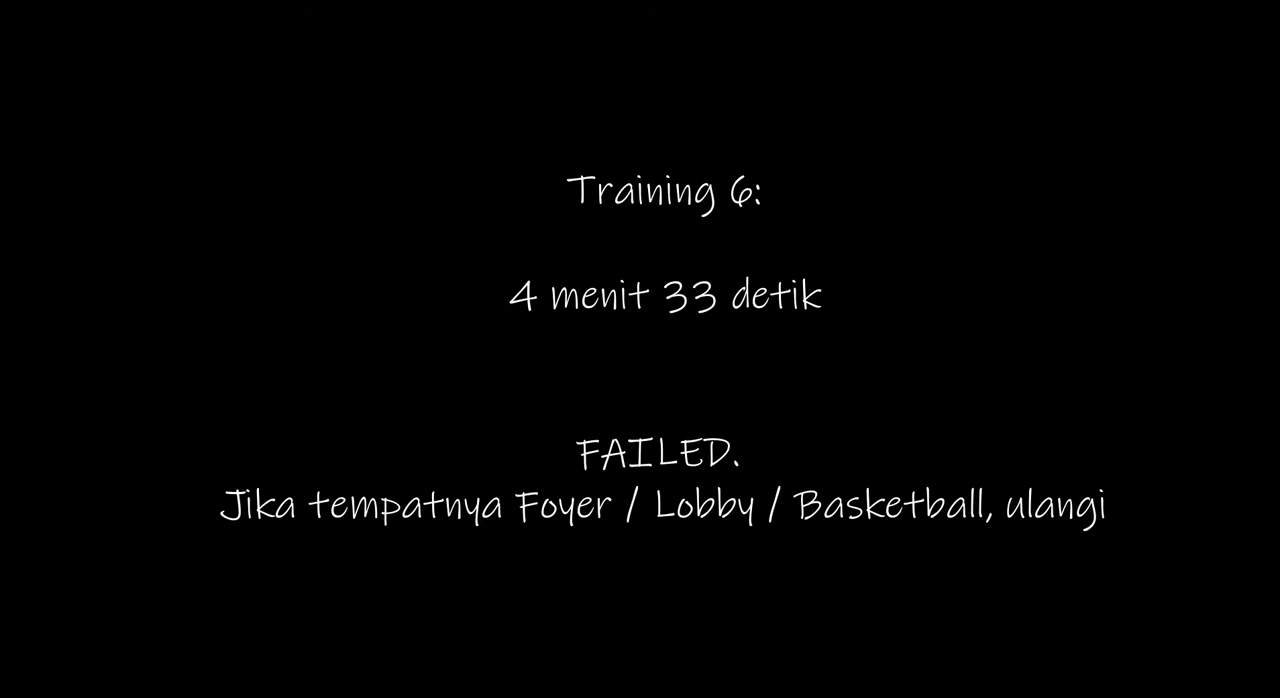 Training 6:
4 menit 33 detik
FAILED.
Jika tempatnya Foyer / Lobby / Basketball, ulangi